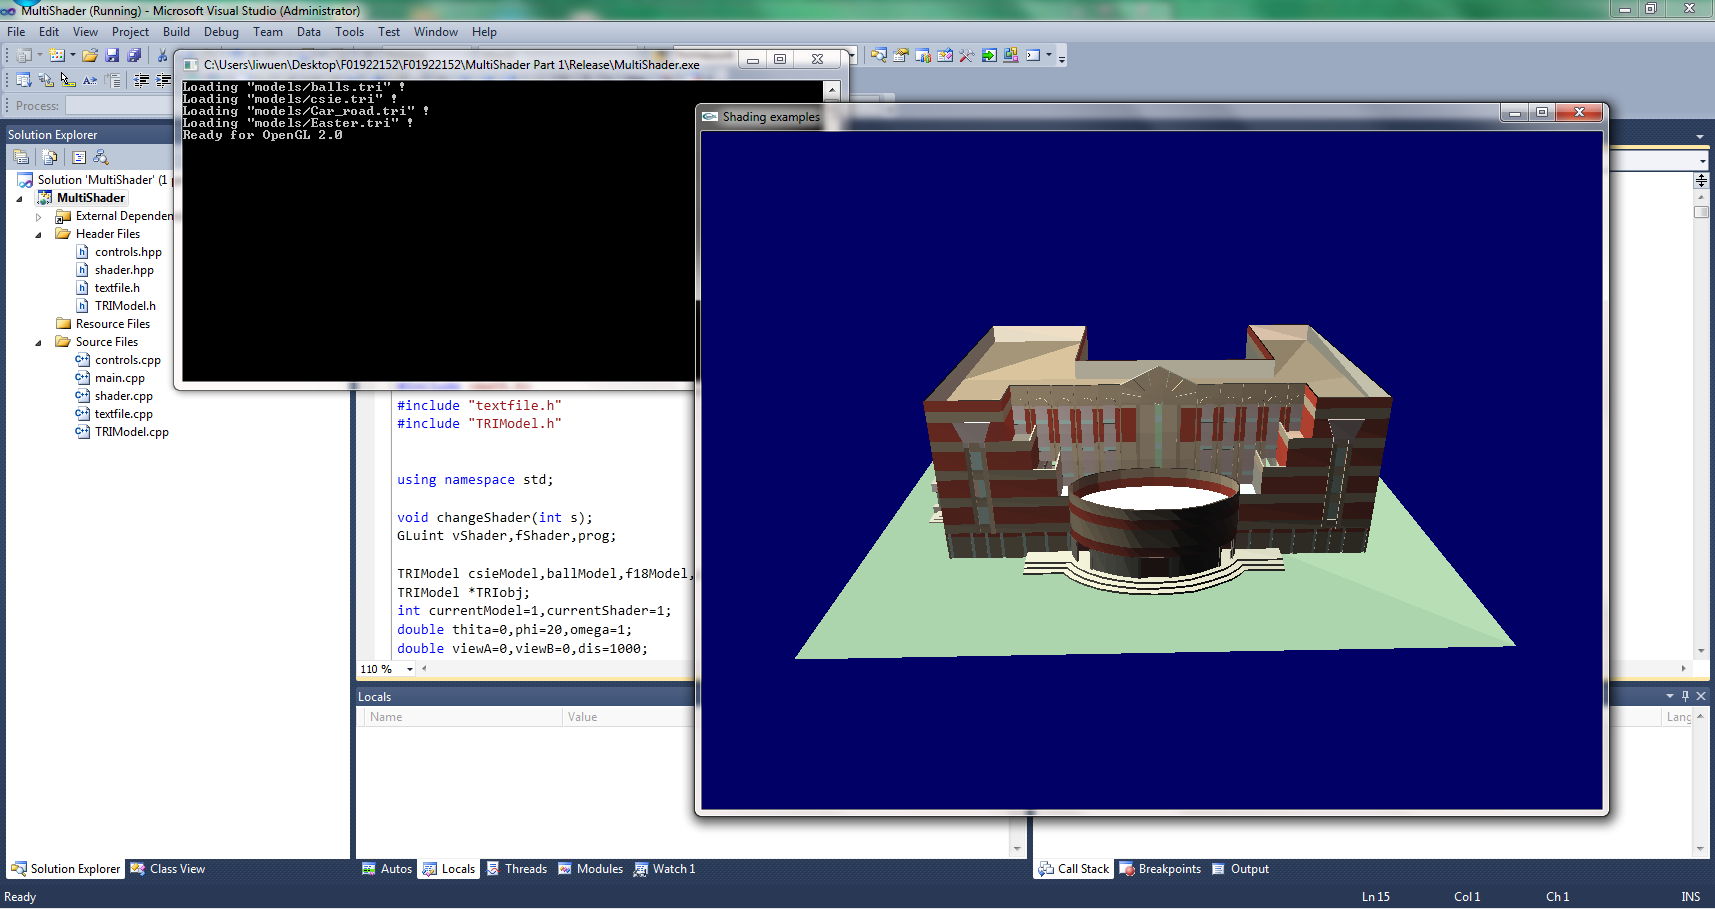 MultiShader (Running) - Microsoft Visual Studio (Administrator)
File Edit View Project Build Debug Team Data Tools Test Window Help
C:\Users\liwuen\Desktop\F01922152\F01922152\MultiShader Part 1\Release\MultiShader.exe
Loading "models/balls.tri" !
Loading "models/csie.tri" !
Loading "models/Car_road.tri" !
Loading "models/Easter.tri" !
Ready for OpenGL 2.0
Process:
Shading examples
Solution Explorer
Solution 'MultiShader' (1
MultiShader
External Dependen
Header Files
controls.hpp
shader.hpp
textfile.h
TRIModel.h
Resource Files
Source Files
controls.cpp
main.cpp
shader.cpp
textfile.cpp
TRIModel.cpp
#include "textfile.h"
#include "TRIModel.h"
using namespace std;
void changeShader(int s);
GLuint vShader,fShader,prog;
TRIModel csieModel,ballModel,f18Model,
TRIModel *TRIobj;
int currentModel=1,currentShader=1;
double thita=0,phi=20,omega=1;
double viewA=0,viewB=0,dis=1000;
110 %
Locals
Name Value
Lang
Solution Explorer Class View
Autos Locals Threads Modules Watch 1
Call Stack Breakpoints Output
Ready
Ln 15 Col 1 Ch 1 INS